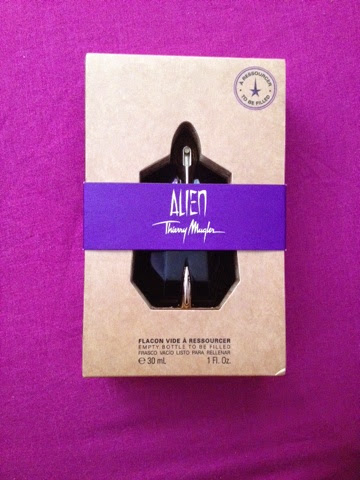 À RESSOURCER
TO BE FILLED
ALIEN
Thierry Mugler
FLACON VIDE À RESSOURCER
EMPTY BOTTLE TO BE FILLED
FRASCO VACÍO LISTO PARA RELLENAR
℮ 30 mL 1 Fl. Oz.